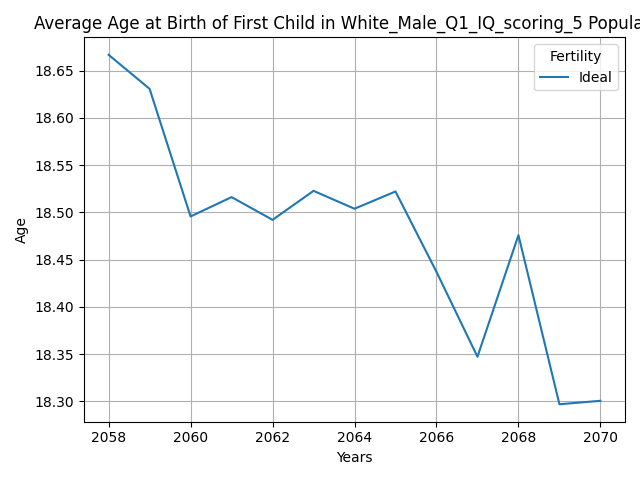 Average Age at Birth of First Child in White_Male_Q1_IQ_scoring_5 Popula
Fertility
Ideal
18.65
18.60
18.55
18.50
18.45
18.40
18.35
18.30
Age
2058 2060 2062 2064 2066 2068 2070
Years